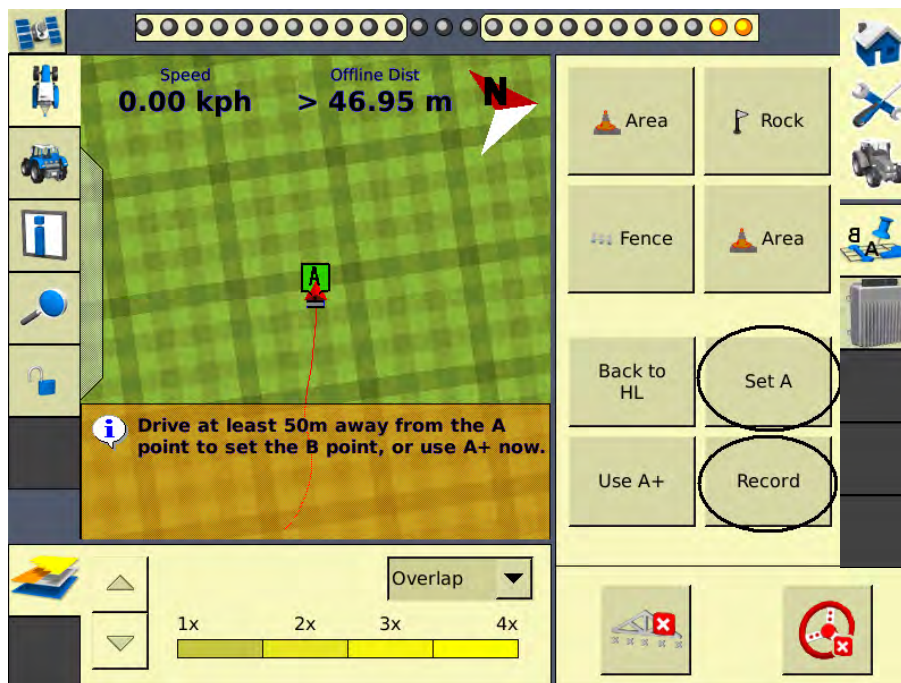 Speed
Offline Dist
0.00 kph
> 46.95 m
N
A
Drive at least 50m away from the A
point to set the B point, or use A+ now.
Overlap
1x 2x 3x 4x
Area
Rock
Fence
Area
Back to
HL
Set A
Use A+
Record
B
A